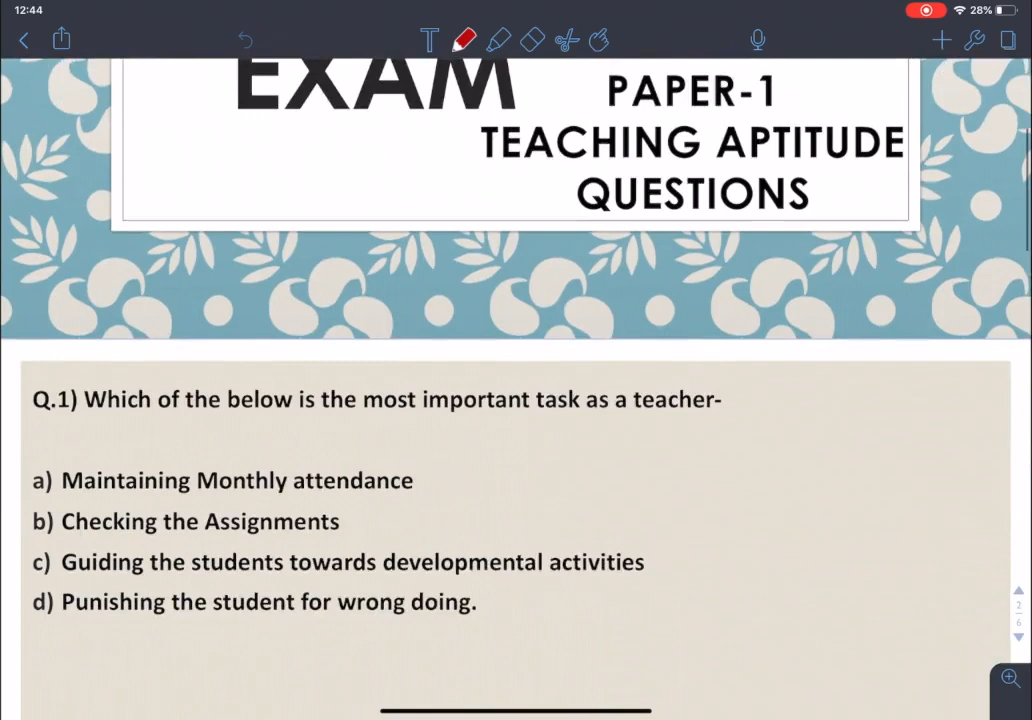 12:44
28%
EXAM
PAPER-1
TEACHING APTITUDE
QUESTIONS
Q.1) Which of the below is the most important task as a teacher-
a) Maintaining Monthly attendance
b) Checking the Assignments
c) Guiding the students towards developmental activities
d) Punishing the student for wrong doing.
2
6